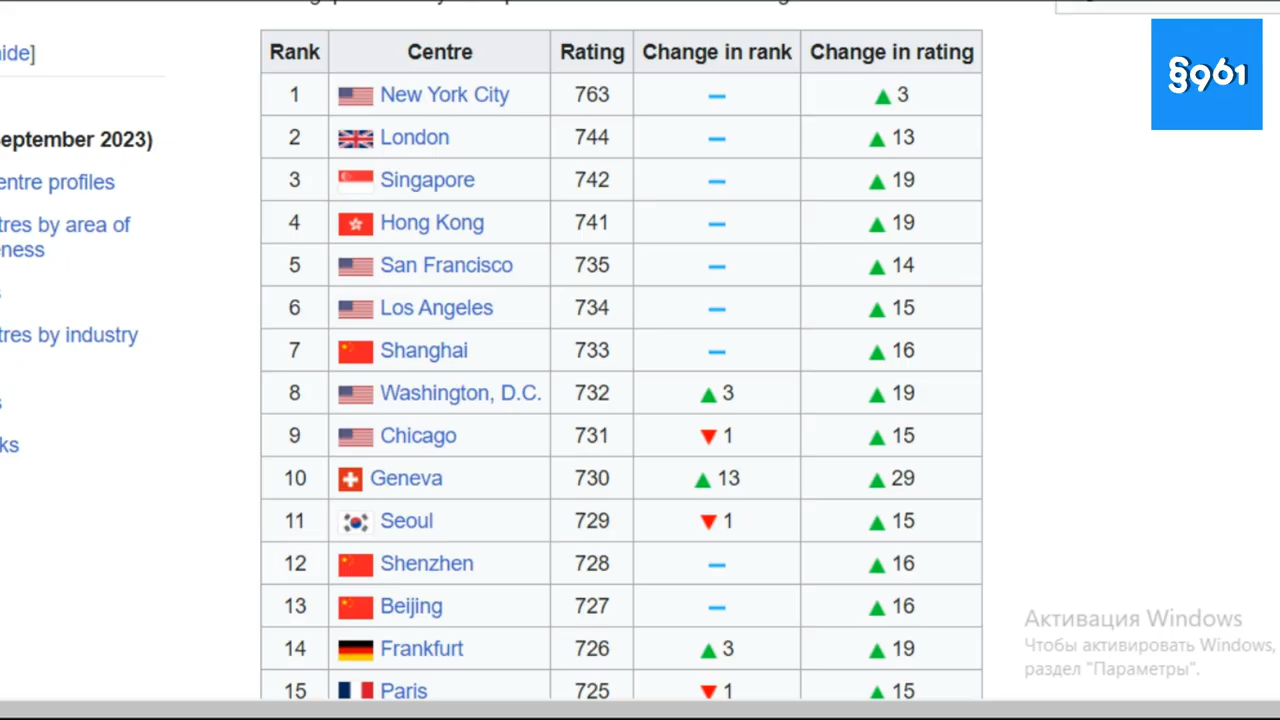 ide]
eptember 2023)
entre profiles
tres by area of
eness
s
tres by industry
s
ks
Rank Centre Rating Change in rank Change in rating
1 New York City 763 – ▲ 3
2 London 744 – ▲ 13
3 Singapore 742 – ▲ 19
4 Hong Kong 741 – ▲ 19
5 San Francisco 735 – ▲ 14
6 Los Angeles 734 – ▲ 15
7 Shanghai 733 – ▲ 16
8 Washington, D.C. 732 ▲ 3 ▲ 19
9 Chicago 731 ▼ 1 ▲ 15
10 Geneva 730 ▲ 13 ▲ 29
11 Seoul 729 ▼ 1 ▲ 15
12 Shenzhen 728 – ▲ 16
13 Beijing 727 – ▲ 16
14 Frankfurt 726 ▲ 3 ▲ 19
15 Paris 725 ▼ 1 ▲ 15
§961
Активация Windows
Чтобы активировать Windows,
раздел "Параметры".